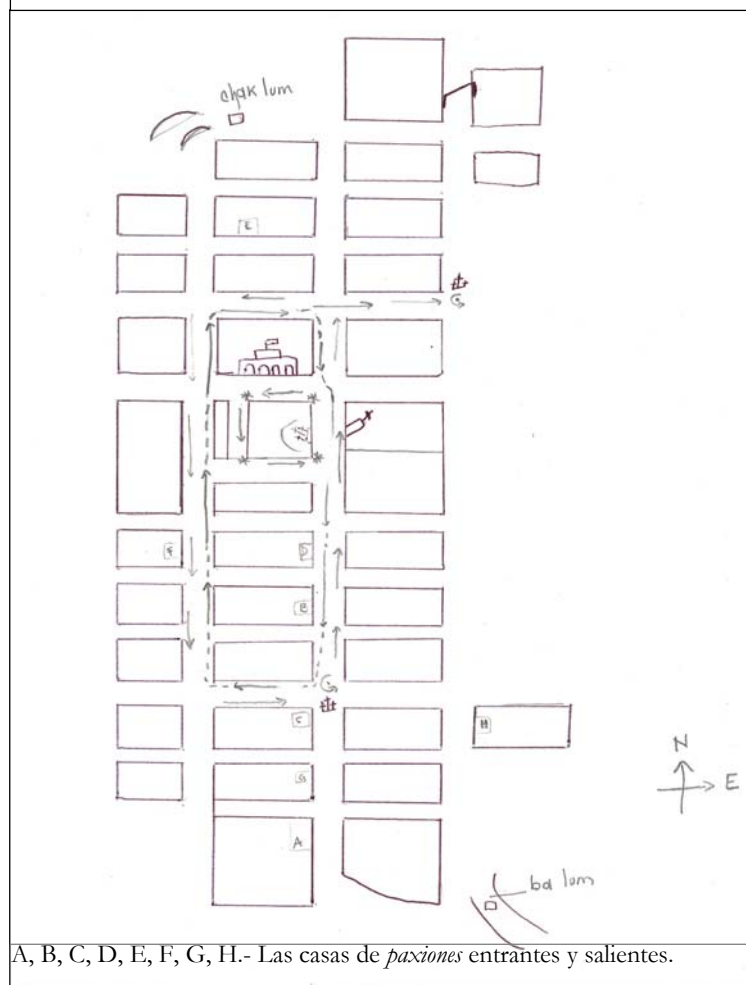 chak lum
E
F
D
B
C
H
G
N
E
A
ba lum
A, B, C, D, E, F, G, H.- Las casas de paxiones entrantes y salientes.